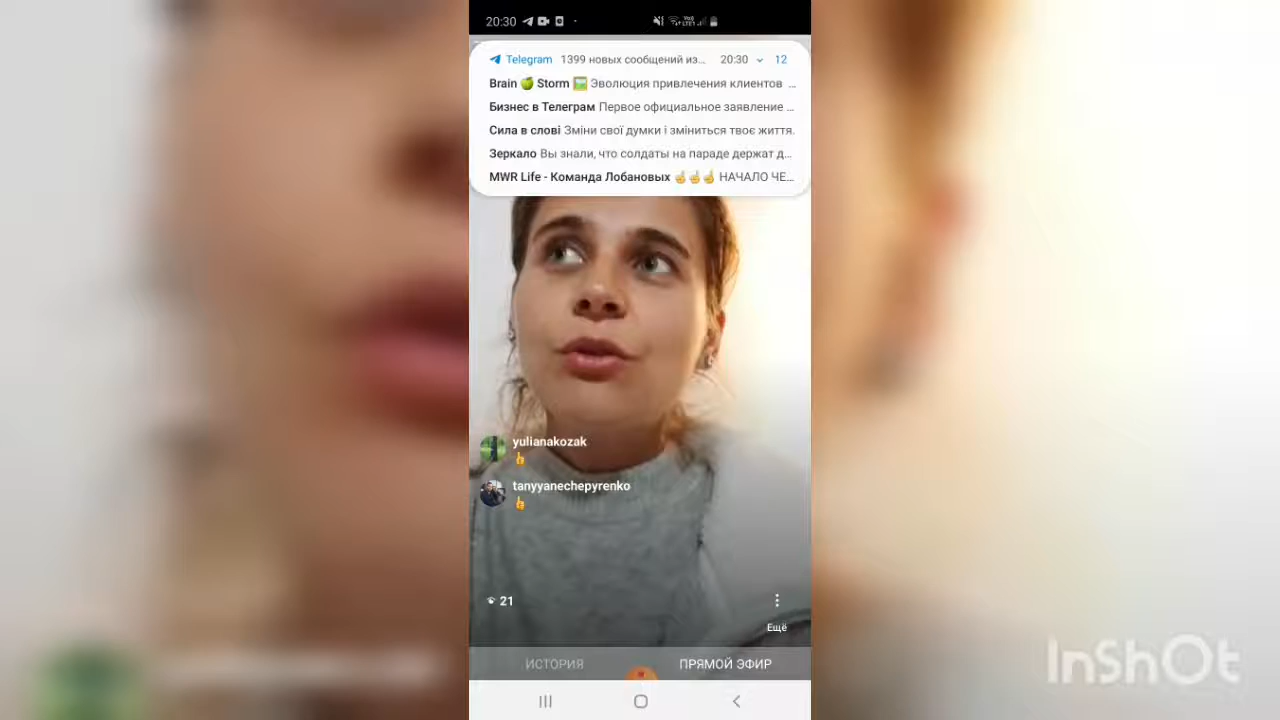 20:30
Telegram 1399 новых сообщений из... 20:30 12
Brain 🍏 Storm 🖼 Эволюция привлечения клиентов ...
Бизнес в Телеграм Первое официальное заявление ...
Сила в слові Зміни свої думки і зміниться твоє життя.
Зеркало Вы знали, что солдаты на параде держат д...
MWR Life - Команда Лобановых ☝☝☝ НАЧАЛО ЧЕ...
yulianakozak
👍
tanyyanechepyrenko
👍
21
Ещё
ИСТОРИЯ ПРЯМОЙ ЭФИР
InShOt